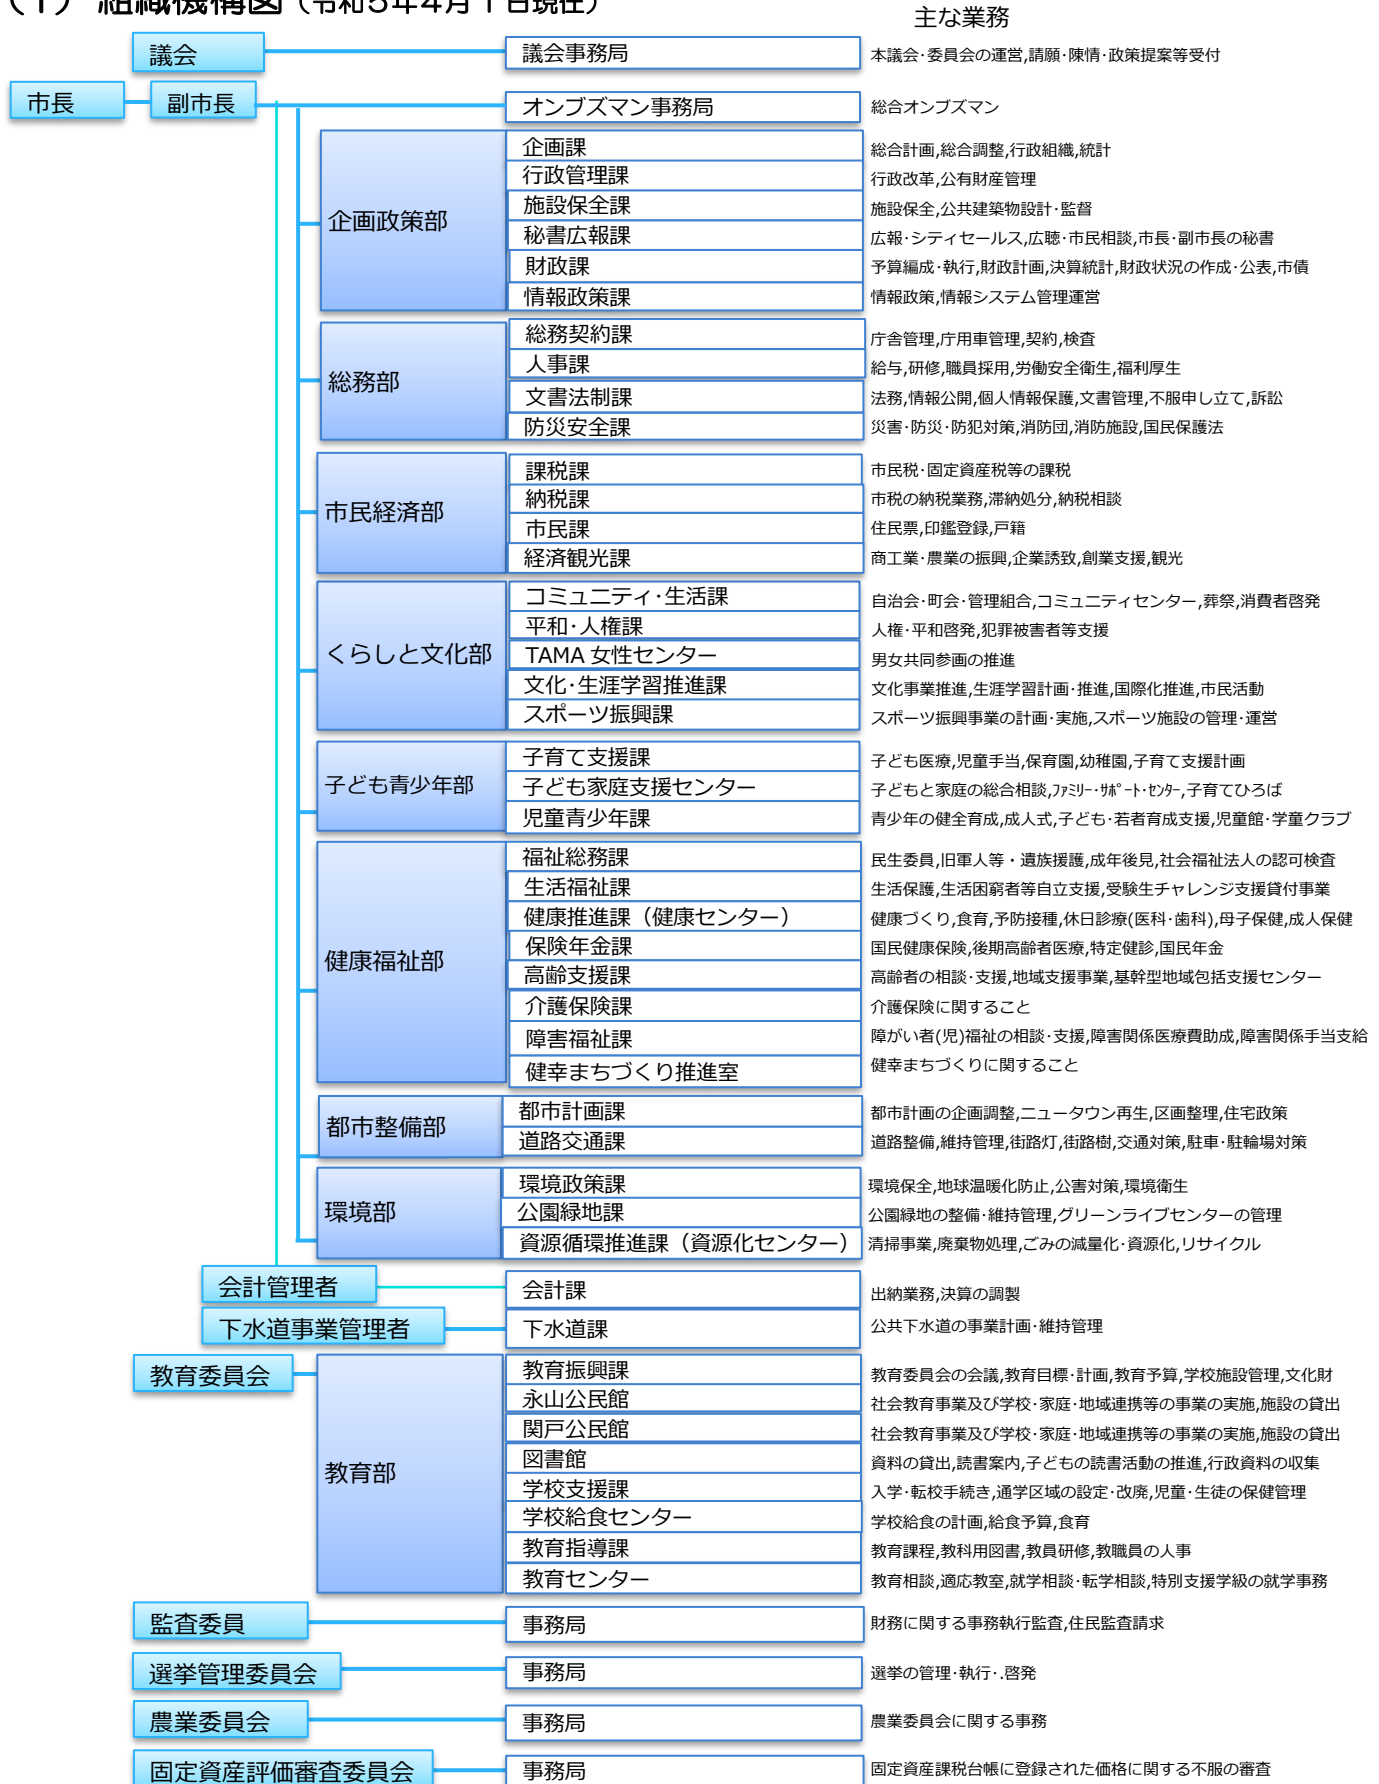 (1) 組織機構図（令和5年4月1日現在）
主な業務
議会 議会事務局 本議会・委員会の運営,請願・陳情・政策提案等受付
市長 副市長
オンブズマン事務局 総合オンブズマン
企画政策部
企画課 総合計画,総合調整,行政組織,統計
行政管理課 行政改革,公有財産管理
施設保全課 施設保全,公共建築物設計・監督
秘書広報課 広報・シティセールス,広聴・市民相談,市長・副市長の秘書
財政課 予算編成・執行,財政計画,決算統計,財政状況の作成・公表,市債
情報政策課 情報政策,情報システム管理運営
総務部
総務契約課 庁舎管理,庁用車管理,契約,検査
人事課 給与,研修,職員採用,労働安全衛生,福利厚生
文書法制課 法務,情報公開,個人情報保護,文書管理,不服申し立て,訴訟
防災安全課 災害・防災・防犯対策,消防団,消防施設,国民保護法
市民経済部
課税課 市民税・固定資産税等の課税
納税課 市税の納税業務,滞納処分,納税相談
市民課 住民票,印鑑登録,戸籍
経済観光課 商工業・農業の振興,企業誘致,創業支援,観光
くらしと文化部
コミュニティ・生活課 自治会・町会・管理組合,コミュニティセンター,葬祭,消費者啓発
平和・人権課 人権・平和啓発,犯罪被害者等支援
TAMA 女性センター 男女共同参画の推進
文化・生涯学習推進課 文化事業推進,生涯学習計画・推進,国際化推進,市民活動
スポーツ振興課 スポーツ振興事業の計画・実施,スポーツ施設の管理・運営
子ども青少年部
子育て支援課 子ども医療,児童手当,保育園,幼稚園,子育て支援計画
子ども家庭支援センター 子どもと家庭の総合相談,ﾌｧﾐﾘｰ・ｻﾎﾟｰﾄ・ｾﾝﾀｰ,子育てひろば
児童青少年課 青少年の健全育成,成人式,子ども・若者育成支援,児童館・学童クラブ
健康福祉部
福祉総務課 民生委員,旧軍人等・遺族援護,成年後見,社会福祉法人の認可検査
生活福祉課 生活保護,生活困窮者等自立支援,受験生チャレンジ支援貸付事業
健康推進課（健康センター） 健康づくり,食育,予防接種,休日診療(医科・歯科),母子保健,成人保健
保険年金課 国民健康保険,後期高齢者医療,特定健診,国民年金
高齢支援課 高齢者の相談・支援,地域支援事業,基幹型地域包括支援センター
介護保険課 介護保険に関すること
障害福祉課 障がい者(児)福祉の相談・支援,障害関係医療費助成,障害関係手当支給
健幸まちづくり推進室 健幸まちづくりに関すること
都市整備部
都市計画課 都市計画の企画調整,ニュータウン再生,区画整理,住宅政策
道路交通課 道路整備,維持管理,街路灯,街路樹,交通対策,駐車・駐輪場対策
環境部
環境政策課 環境保全,地球温暖化防止,公害対策,環境衛生
公園緑地課 公園緑地の整備・維持管理,グリーンライブセンターの管理
資源循環推進課（資源化センター） 清掃事業,廃棄物処理,ごみの減量化・資源化,リサイクル
会計管理者 会計課 出納業務,決算の調製
下水道事業管理者 下水道課 公共下水道の事業計画・維持管理
教育委員会
教育部
教育振興課 教育委員会の会議,教育目標・計画,教育予算,学校施設管理,文化財
永山公民館 社会教育事業及び学校・家庭・地域連携等の事業の実施,施設の貸出
関戸公民館 社会教育事業及び学校・家庭・地域連携等の事業の実施,施設の貸出
図書館 資料の貸出,読書案内,子どもの読書活動の推進,行政資料の収集
学校支援課 入学・転校手続き,通学区域の設定・改廃,児童・生徒の保健管理
学校給食センター 学校給食の計画,給食予算,食育
教育指導課 教育課程,教科用図書,教員研修,教職員の人事
教育センター 教育相談,適応教室,就学相談・転学相談,特別支援学級の就学事務
監査委員 事務局 財務に関する事務執行監査,住民監査請求
選挙管理委員会 事務局 選挙の管理・執行・.啓発
農業委員会 事務局 農業委員会に関する事務
固定資産評価審査委員会 事務局 固定資産課税台帳に登録された価格に関する不服の審査